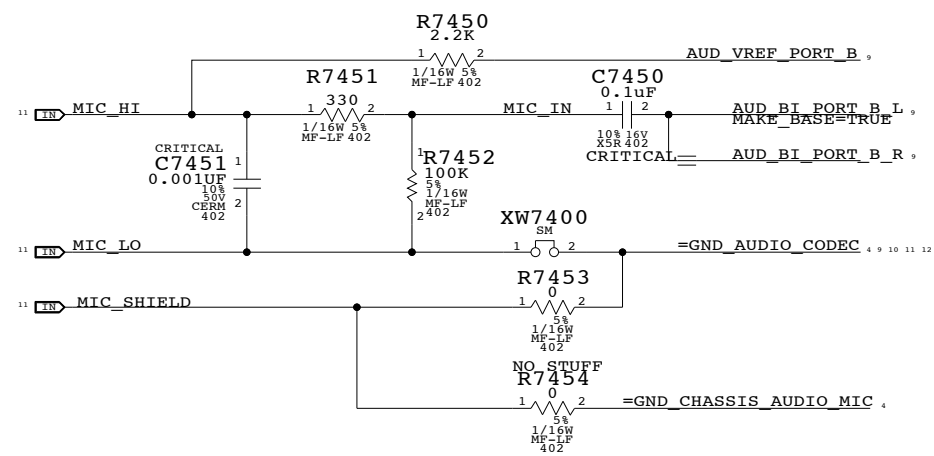 R7450
2.2K
1 2
1/16W 5%
MF-LF 402
AUD_VREF_PORT_B 9
R7451
330
1 2
1/16W 5%
MF-LF 402
C7450
0.1uF
1 2
10% 16V
X5R 402
CRITICAL
11 IN MIC_HI
MIC_IN
AUD_BI_PORT_B_L 9
MAKE_BASE=TRUE
AUD_BI_PORT_B_R 9
CRITICAL
C7451
0.001UF
10%
50V
CERM
402
1
2
1
R7452
100K
5%
1/16W
MF-LF
402
2
XW7400
SM
1 2
11 IN MIC_LO
=GND_AUDIO_CODEC 4 9 10 11 12
R7453
0
1 2
5%
1/16W
MF-LF
402
11 IN MIC_SHIELD
NO STUFF
R7454
0
1 2
5%
1/16W
MF-LF
402
=GND_CHASSIS_AUDIO_MIC 4